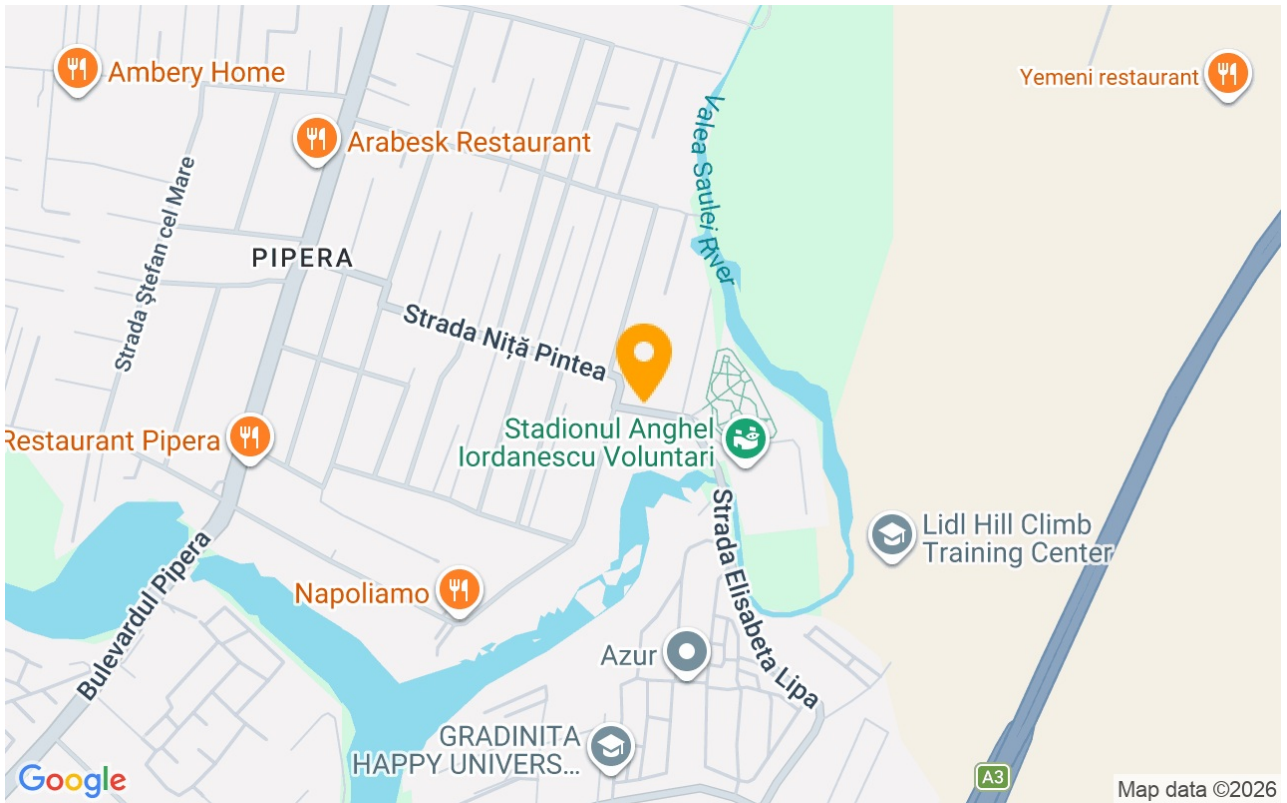 Ambery Home
Yemeni restaurant
Arabesk Restaurant
Valea Saulei River
Strada Ștefan cel Mare
PIPERA
Strada Niță Pintea
Restaurant Pipera
Stadionul Anghel
Iordanescu Voluntari
Strada Elisabeta Lipa
Lidl Hill Climb
Training Center
Bulevardul Pipera
Napoliamo
Azur
GRADINITA
HAPPY UNIVERS...
A3
Google
Map data ©2026